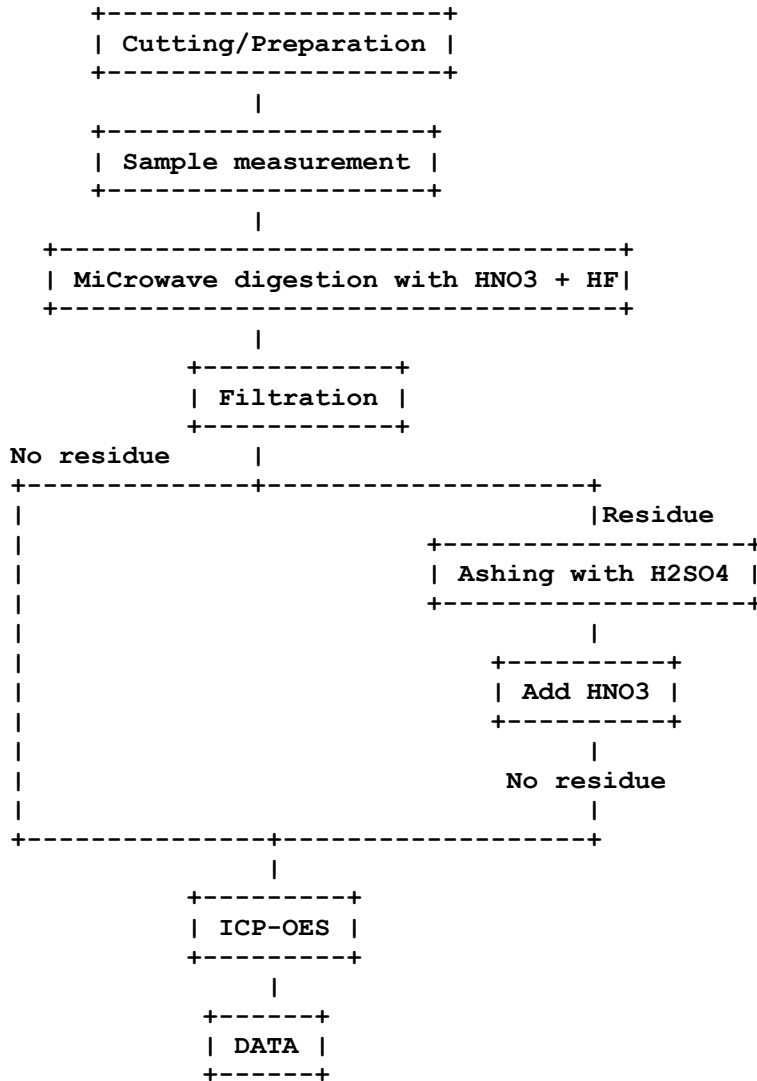 Cutting/Preparation
Sample measurement
MiCrowave digestion with HNO3 + HF
Filtration
No residue
Residue
Ashing with H2SO4
Add HNO3
No residue
ICP-OES
DATA